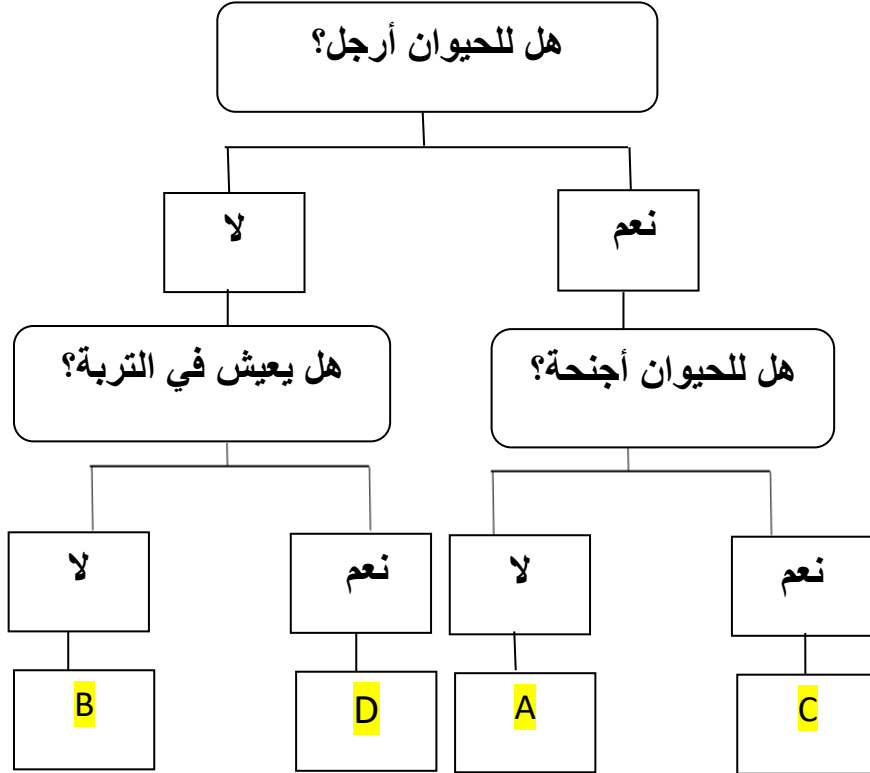 هل للحيوان أرجل؟
نعم
لا
هل للحيوان أجنحة؟
هل يعيش في التربة؟
نعم
لا
نعم
لا
C
A
D
B